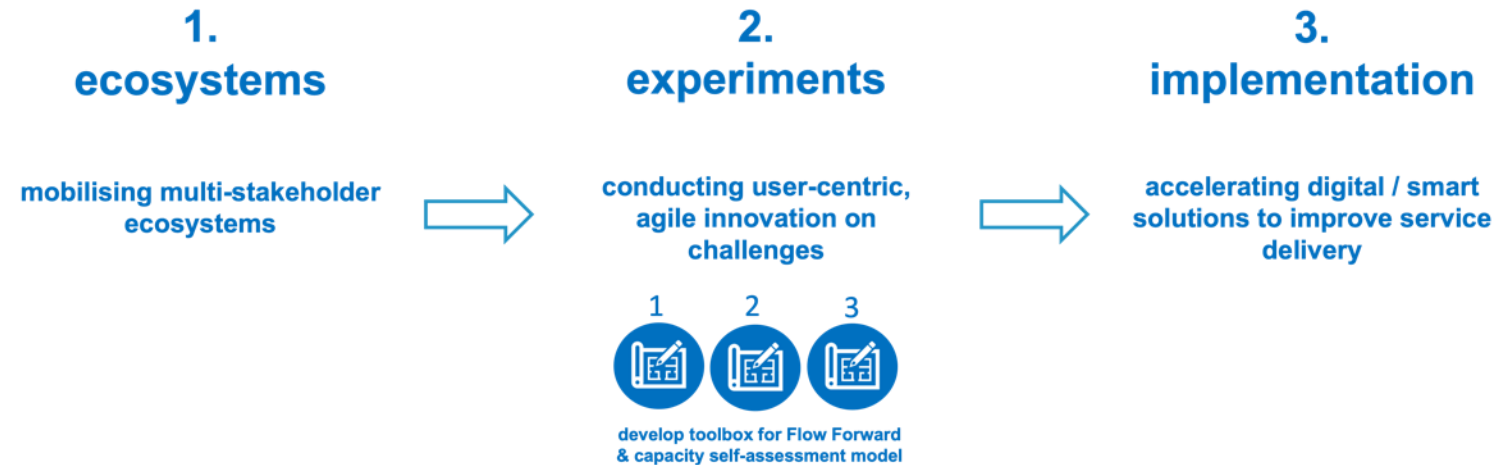 1.
ecosystems
mobilising multi-stakeholder
ecosystems
2.
experiments
conducting user-centric,
agile innovation on
challenges
1 2 3
develop toolbox for Flow Forward
& capacity self-assessment model
3.
implementation
accelerating digital / smart
solutions to improve service
delivery